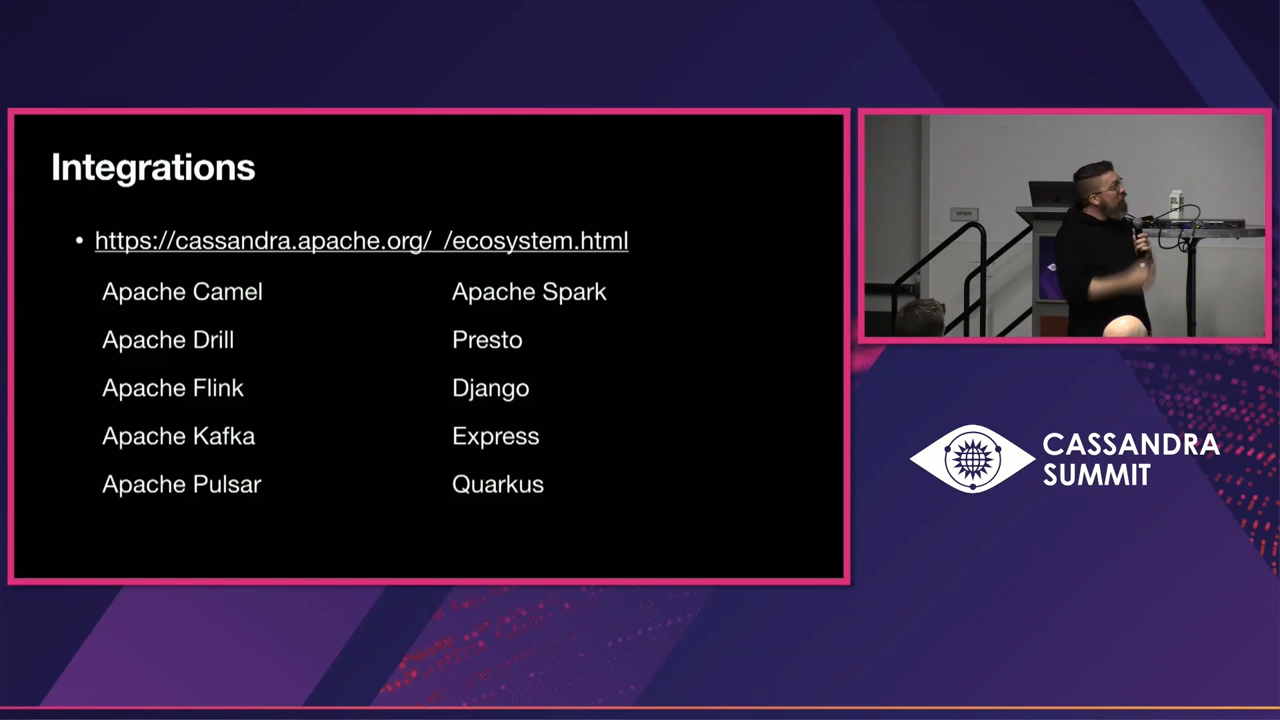 Integrations
• https://cassandra.apache.org/_/ecosystem.html
Apache Camel
Apache Drill
Apache Flink
Apache Kafka
Apache Pulsar
Apache Spark
Presto
Django
Express
Quarkus
CASSANDRA
SUMMIT